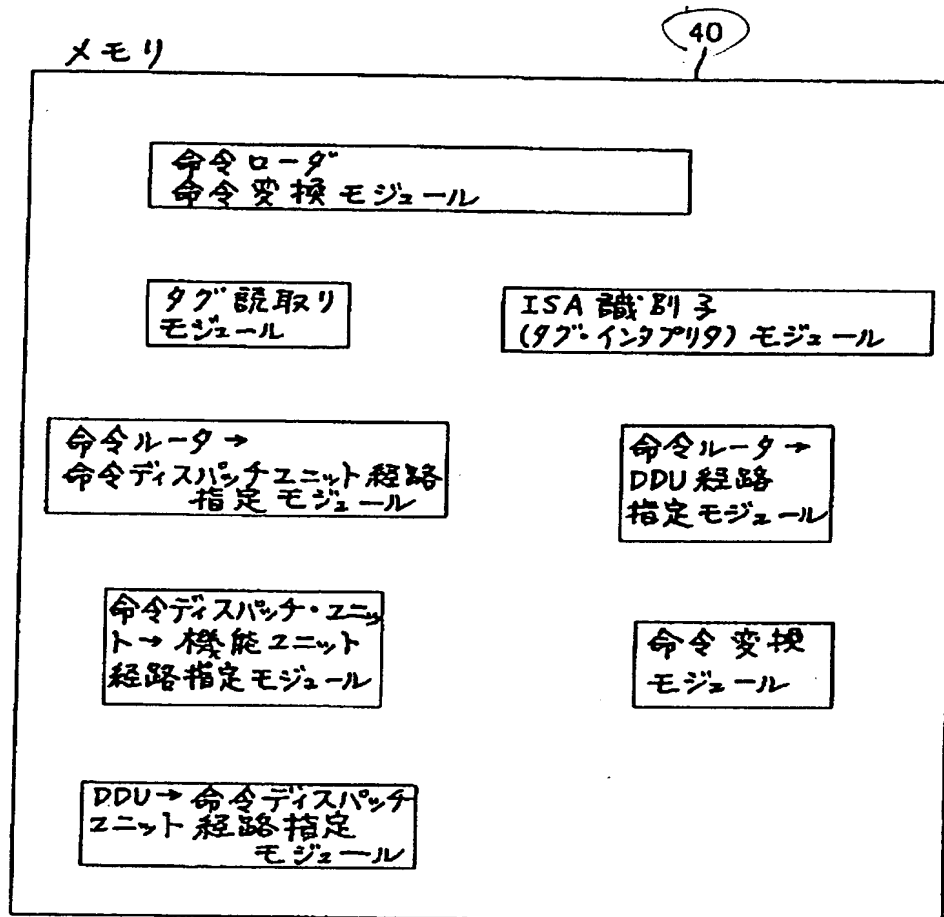 40
メモリ
命令ローダ
命令変換モジュール
タグ読取り
モジュール
ISA識別子
(タグ・インタプリタ) モジュール
命令ルータ→
命令ディスパッチユニット経路
指定モジュール
命令ルータ→
DDU経路
指定モジュール
命令ディスパッチ・ユニッ
ト→機能ユニット
経路指定モジュール
命令変換
モジュール
DDU→命令ディスパッチ
ユニット経路指定
モジュール